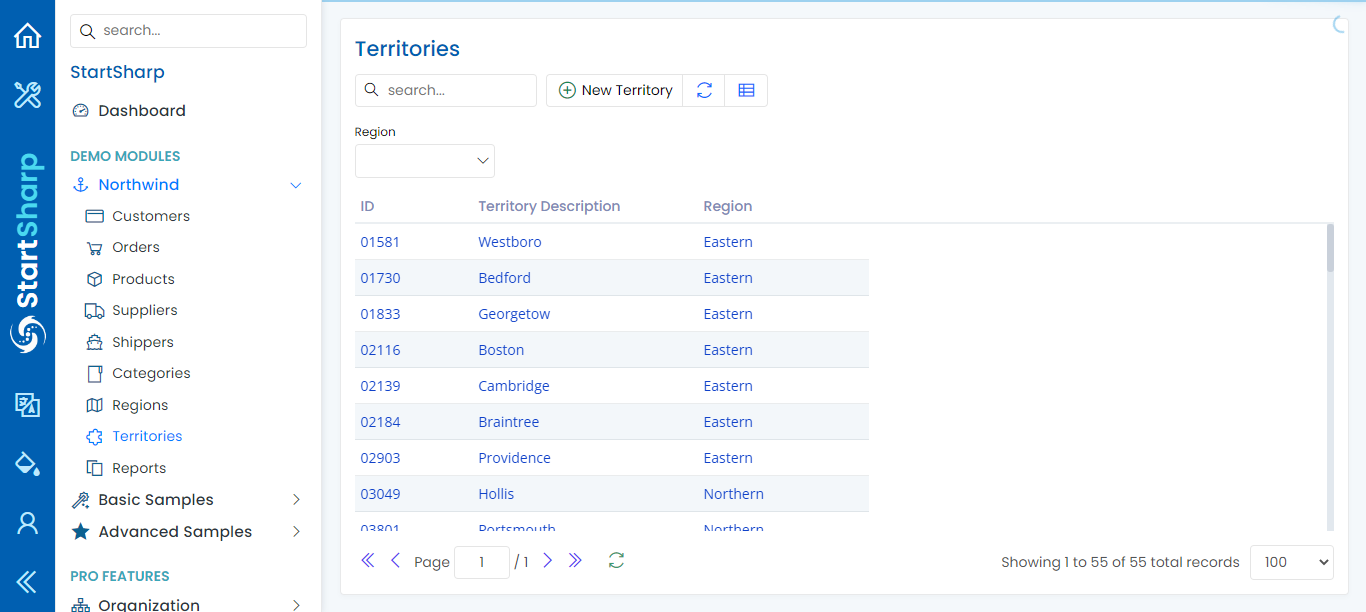 search...
StartSharp
Dashboard
DEMO MODULES
Northwind
Customers
Orders
Products
Suppliers
Shippers
Categories
Regions
Territories
Reports
Basic Samples
Advanced Samples
PRO FEATURES
Organization
StartSharp
Territories
search...
New Territory
Region
ID Territory Description Region
01581 Westboro Eastern
01730 Bedford Eastern
01833 Georgetow Eastern
02116 Boston Eastern
02139 Cambridge Eastern
02184 Braintree Eastern
02903 Providence Eastern
03049 Hollis Northern
03801 Portsmouth Northern
Page 1 / 1
Showing 1 to 55 of 55 total records 100